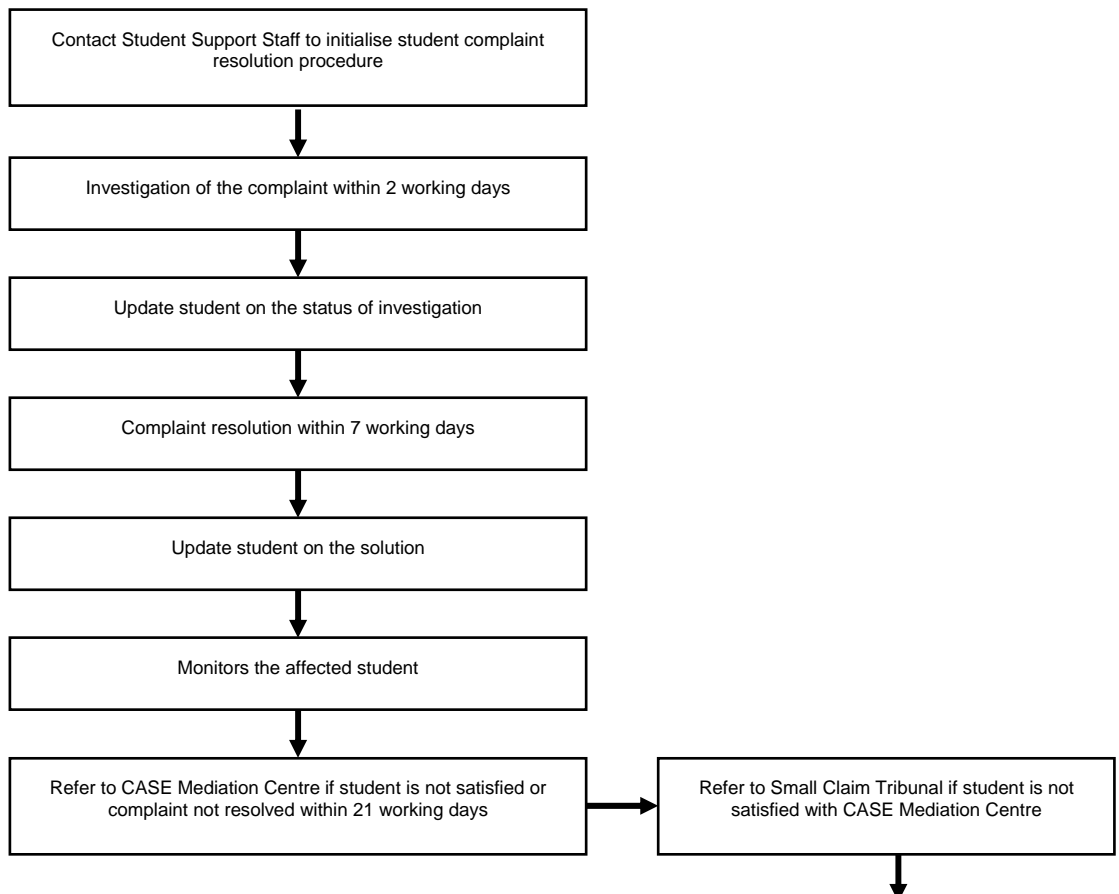 Contact Student Support Staff to initialise student complaint
resolution procedure
Investigation of the complaint within 2 working days
Update student on the status of investigation
Complaint resolution within 7 working days
Update student on the solution
Monitors the affected student
Refer to CASE Mediation Centre if student is not satisfied or
complaint not resolved within 21 working days
Refer to Small Claim Tribunal if student is not
satisfied with CASE Mediation Centre